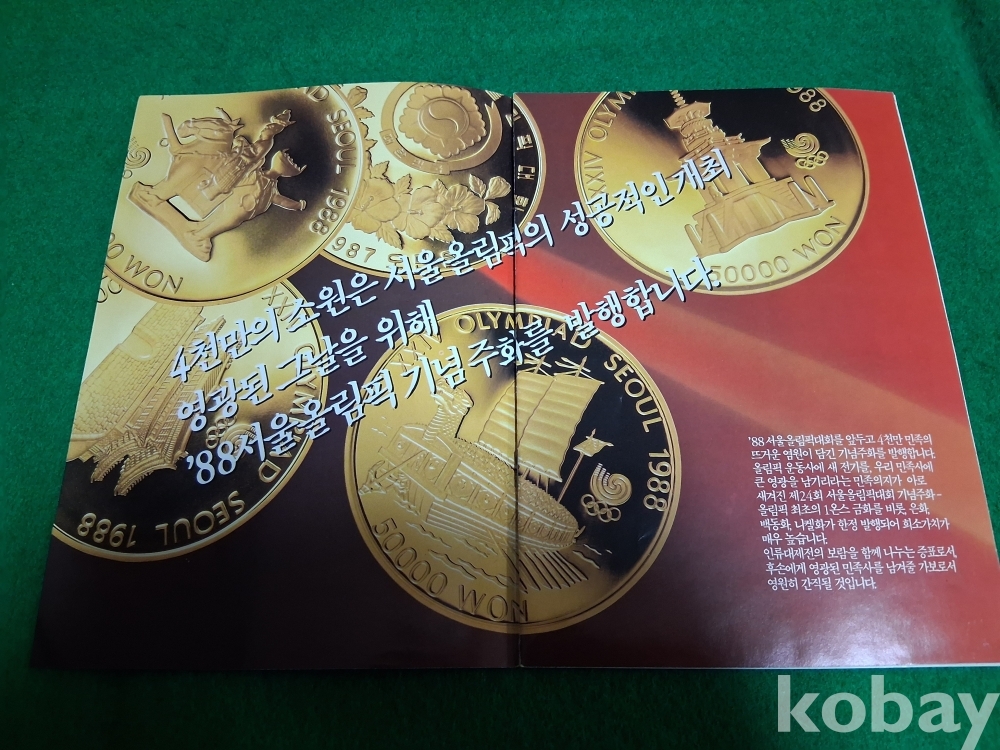 4천만의 소원은 서울올림픽의 성공적인 개최
영광된 그날을 위해
'88서울올림픽 기념주화를 발행합니다.
SEOUL 1988
WON
987
XXXIV OLYMP
988
50000 WON
SEOUL 1988
OLYMPIAD SEOUL 1988
50000 WON
'88 서울올림픽대회를 앞두고 4천만 민족의
뜨거운 염원이 담긴 기념주화를 발행합니다.
올림픽 운동사에 새 전기를, 우리 민족사에
큰 영광을 남기리라는 민족의지가 아로
새겨진 제24회 서울올림픽대회 기념주화-
올림픽 최초의 1온스 금화를 비롯, 은화,
백동화, 니켈화가 한정 발행되어 희소가치가
매우 높습니다.
인류대제전의 보람을 함께 나누는 증표로서,
후손에게 영광된 민족사를 남겨줄 가보로서
영원히 간직될 것입니다.
kobay